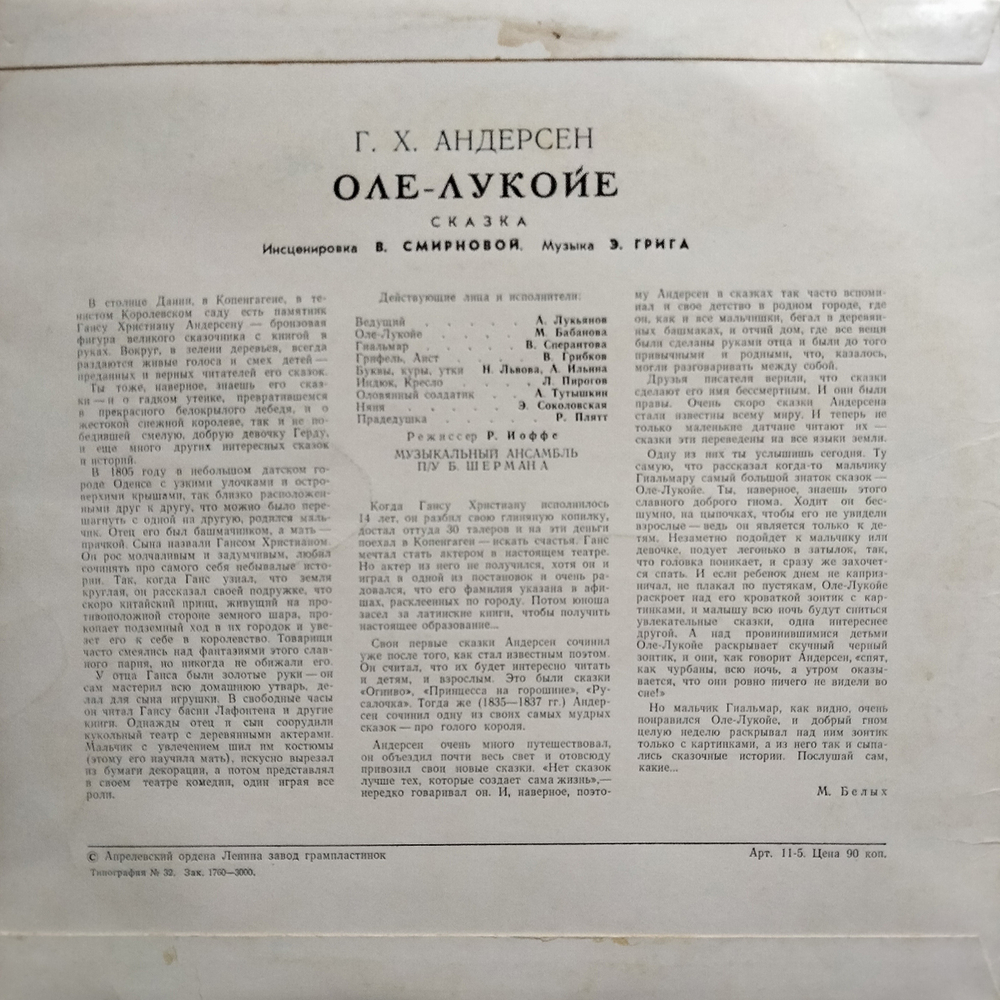 Г. Х. АНДЕРСЕН
ОЛЕ-ЛУКОЙЕ
СКАЗКА
Инсценировка В. СМИРНОВОЙ. Музыка Э. ГРИГА
В столице Дании, в Копенгагене, в те-
нистом Королевском саду есть памятник
Гансу Христиану Андерсену — бронзовая
фигура великого сказочника с книгой в
руках. Вокруг, в зелени деревьев, всегда
раздаются живые голоса и смех детей —
преданных и верных читателей его сказок.
Ты тоже, наверное, знаешь его сказ-
ки — и о гадком утенке, превратившемся
в прекрасного белокрылого лебедя, и о
жестокой снежной королеве, так и не по-
бедившей смелую, добрую девочку Герду,
и еще много других интересных сказок
и историй.
В 1805 году в небольшом датском го-
роде Оденсе с узкими улочками и остро-
верхими крышами, так близко расположен-
ными друг к другу, что можно было пере-
шагнуть с одной на другую, родился маль-
чик. Отец его был башмачником, а мать —
прачкой. Сына назвали Гансом Христианом.
Он рос молчаливым и задумчивым, любил
сочинять про самого себя небывалые исто-
рии. Так, когда Ганс узнал, что земля
круглая, он рассказал своей подружке, что
скоро китайский принц, живущий на про-
тивоположной стороне земного шара, про-
копает подземный ход в их городок и уве-
зет его к себе в королевство. Товарищи
часто смеялись над фантазиями этого слав-
ного парня, но никогда не обижали его.
У отца Ганса были золотые руки — он
сам мастерил всю домашнюю утварь, де-
лал для сына игрушки. В свободные часы
он читал Гансу басни Лафонтена и другие
книги. Однажды отец и сын соорудили
кукольный театр с деревянными актерами.
Мальчик с увлечением шил им костюмы
(этому его научила мать), искусно вырезал
из бумаги декорации, а потом представлял
в своем театре комедии, один играя все
роли.
Действующие лица и исполнители:
Ведущий . . . . . . А. Лукьянов
Оле-Лукойе . . . . . М. Бабанова
Гиальмар . . . . . В. Сперантова
Грифель, Аист . . . . . В. Грибков
Буквы, куры, утки Н. Львова, А. Ильина
Индюк, Кресло . . . . . Л. Пирогов
Оловянный солдатик . . . А. Тутышкин
Няня . . . . . Э. Соколовская
Прадедушка . . . . . Р. Плятт
Режиссер Р. Иоффе
МУЗЫКАЛЬНЫЙ АНСАМБЛЬ
П/У Б. ШЕРМАНА
Когда Гансу Христиану исполнилось
14 лет, он разбил свою глиняную копилку,
достал оттуда 30 талеров и на эти деньги
поехал в Копенгаген — искать счастья. Ганс
мечтал стать актером в настоящем театре.
Но актер из него не получился, хотя он и
играл в одной из постановок и очень ра-
довался, что его фамилия указана в афи-
шах, расклеенных по городу. Потом юноша
засел за латинские книги, чтобы получить
настоящее образование...
Свои первые сказки Андерсен сочинил
уже после того, как стал известным поэтом.
Он считал, что их будет интересно читать
и детям, и взрослым. Это были сказки
«Огниво», «Принцесса на горошине», «Ру-
салочка». Тогда же (1835—1837 гг.) Андер-
сен сочинил одну из своих самых мудрых
сказок — про голого короля.
Андерсен очень много путешествовал,
он объездил почти весь свет и отовсюду
привозил свои новые сказки. «Нет сказок
лучше тех, которые создает сама жизнь»,—
нередко говаривал он. И, наверное, поэто-
му Андерсен в сказках так часто вспоми-
нал и свое детство в родном городе, где
он, как и все мальчишки, бегал в деревян-
ных башмаках, и отчий дом, где все вещи
были сделаны руками отца и были до того
привычными и родными, что, казалось,
могли разговаривать между собой.
Друзья писателя верили, что сказки
сделают его имя бессмертным. И они были
правы. Очень скоро сказки Андерсена
стали известны всему миру. И теперь не
только маленькие датчане читают их —
сказки эти переведены на все языки земли.
Одну из них ты услышишь сегодня. Ту
самую, что рассказал когда-то мальчику
Гиальмару самый большой знаток сказок —
Оле-Лукойе. Ты, наверное, знаешь этого
славного доброго гнома. Ходит он бес-
шумно, на цыпочках, чтобы его не увидели
взрослые — ведь он является только к де-
тям. Незаметно подойдет к мальчику или
девочке, подует легонько в затылок, так,
что головка поникает, и сразу же захочет-
ся спать. И если ребенок днем не каприз-
ничал, не плакал по пустякам, Оле-Лукойе
раскроет над его кроваткой зонтик с кар-
тинками, и малышу всю ночь будут сниться
увлекательные сказки, одна интереснее
другой. А над провинившимися детьми
Оле-Лукойе раскрывает скучный черный
зонтик, и они, как говорит Андерсен, «спят,
как чурбаны, всю ночь, а утром оказы-
вается, что они ровно ничего не видели во
сне!»
Но мальчик Гиальмар, как видно, очень
понравился Оле-Лукойе, и добрый гном
целую неделю раскрывал над ним зонтик
только с картинками, а из него так и сыпа-
лись сказочные истории. Послушай сам,
какие...
М. Белых
© Апрелевский ордена Ленина завод грампластинок
Арт. 11-5. Цена 90 коп.
Типография № 32. Зак. 1760—3000.